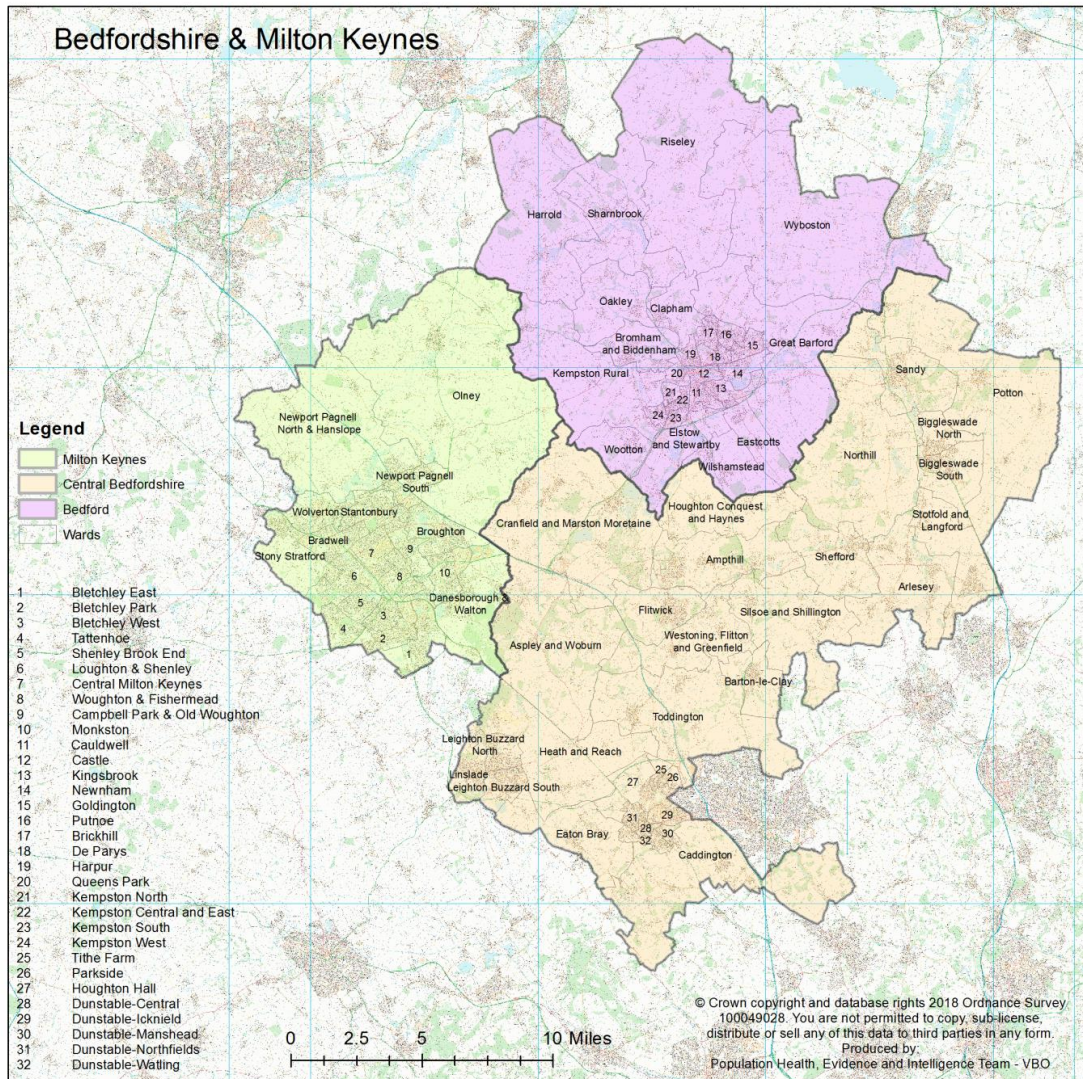 Bedfordshire & Milton Keynes
Riseley
Harrold
Sharnbrook
Wyboston
Oakley
Clapham
17
16
Bromham
and Biddenham
19
18
15
Great Barford
Kempston Rural
20
12
14
21
11
13
22
24
23
Elstow
and Stewartby
Wootton
Eastcotts
Wilshamstead
Sandy
Potton
Biggleswade
North
Biggleswade
South
Northill
Stotfold and
Langford
Houghton Conquest
and Haynes
Cranfield and Marston Moretaine
Ampthill
Shefford
Arlesey
Flitwick
Silsoe and Shillington
Aspley and Woburn
Westoning, Flitton
and Greenfield
Barton-le-Clay
Toddington
Leighton Buzzard
North
Heath and Reach
Linslade
Leighton Buzzard South
25
26
27
31
29
28
30
32
Eaton Bray
Caddington
Olney
Newport Pagnell
North & Hanslope
Newport Pagnell
South
Wolverton
Stantonbury
Broughton
Bradwell
Stony Stratford
7
9
6
8
10
Danesborough &
Walton
5
3
4
2
1
Legend
Milton Keynes
Central Bedfordshire
Bedford
Wards
1 Bletchley East
2 Bletchley Park
3 Bletchley West
4 Tattenhoe
5 Shenley Brook End
6 Loughton & Shenley
7 Central Milton Keynes
8 Woughton & Fishermead
9 Campbell Park & Old Woughton
10 Monkston
11 Cauldwell
12 Castle
13 Kingsbrook
14 Newnham
15 Goldington
16 Putnoe
17 Brickhill
18 De Parys
19 Harpur
20 Queens Park
21 Kempston North
22 Kempston Central and East
23 Kempston South
24 Kempston West
25 Tithe Farm
26 Parkside
27 Houghton Hall
28 Dunstable-Central
29 Dunstable-Icknield
30 Dunstable-Manshead
31 Dunstable-Northfields
32 Dunstable-Watling
0 5 10 Miles
© Crown copyright and database rights 2018 Ordnance Survey
100049028. You are not permitted to copy, sub-license,
distribute or sell any of this data to third parties in any form.
Produced by:
Population Health, Evidence and Intelligence Team - VBO